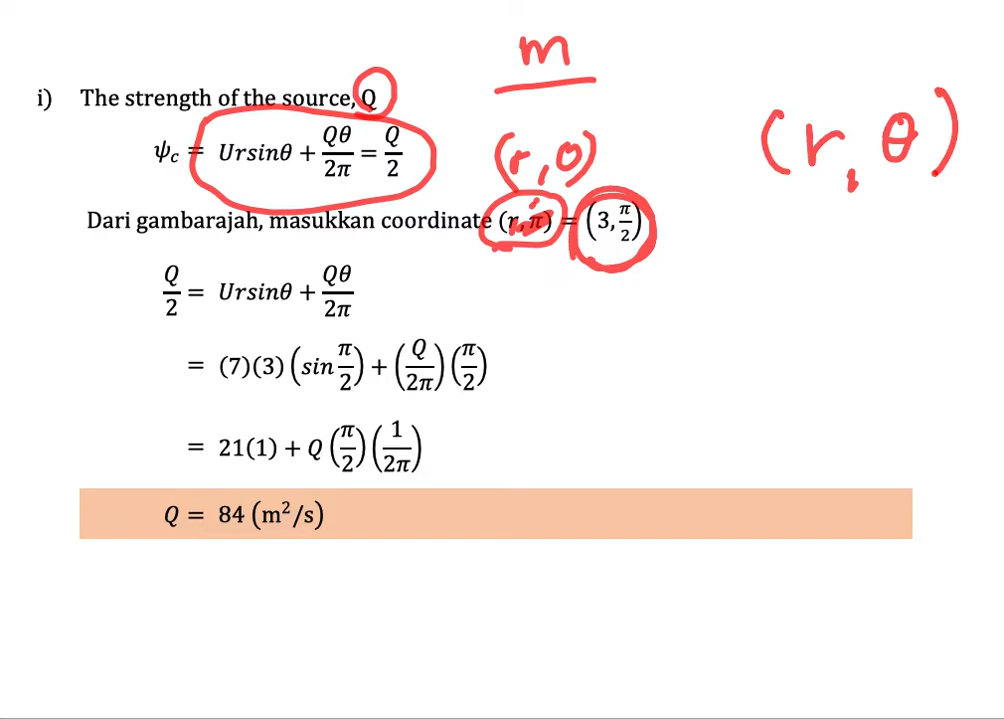 m
i) The strength of the source, Q
ψc = Ursinθ + Qθ/2π = Q/2
(r, θ)
(r, θ)
Dari gambarajah, masukkan coordinate (r, π) = (3, π/2)
Q/2 = Ursinθ + Qθ/2π
= (7)(3)(sin π/2) + (Q/2π)(π/2)
= 21(1) + Q(π/2)(1/2π)
Q = 84 (m²/s)